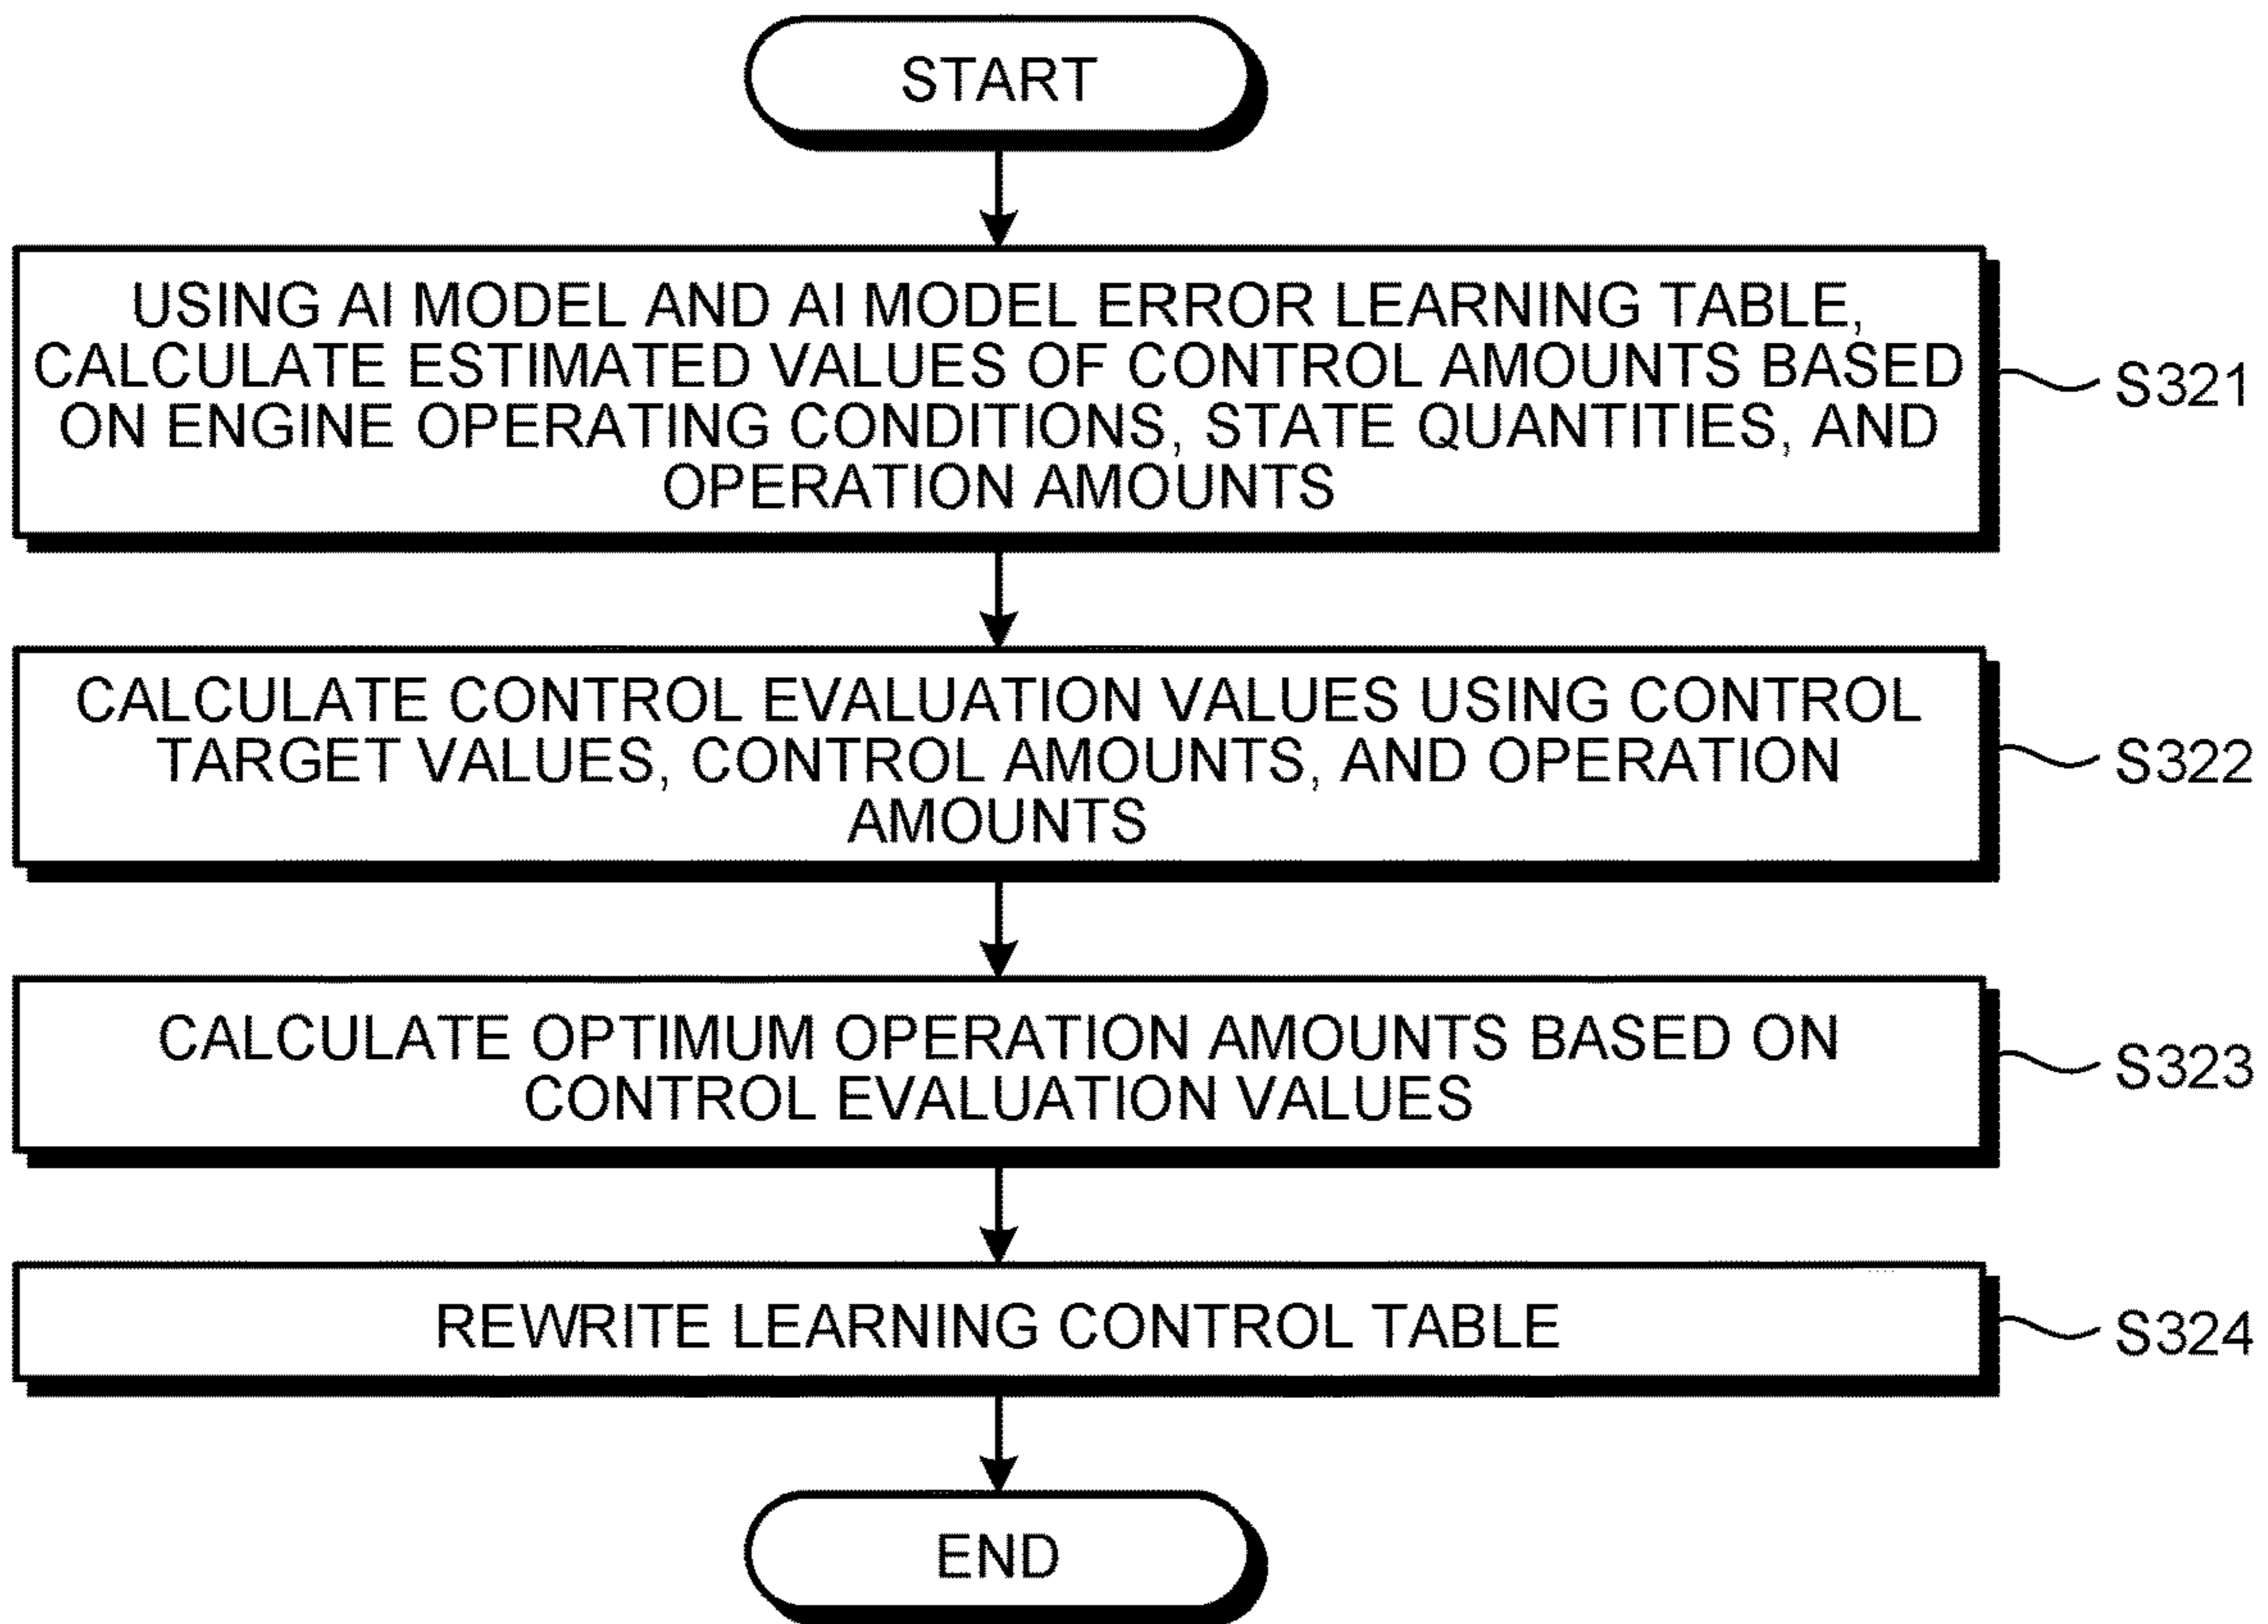 START
USING AI MODEL AND AI MODEL ERROR LEARNING TABLE,
CALCULATE ESTIMATED VALUES OF CONTROL AMOUNTS BASED
ON ENGINE OPERATING CONDITIONS, STATE QUANTITIES, AND
OPERATION AMOUNTS
S321
CALCULATE CONTROL EVALUATION VALUES USING CONTROL
TARGET VALUES, CONTROL AMOUNTS, AND OPERATION
AMOUNTS
S322
CALCULATE OPTIMUM OPERATION AMOUNTS BASED ON
CONTROL EVALUATION VALUES
S323
REWRITE LEARNING CONTROL TABLE
S324
END